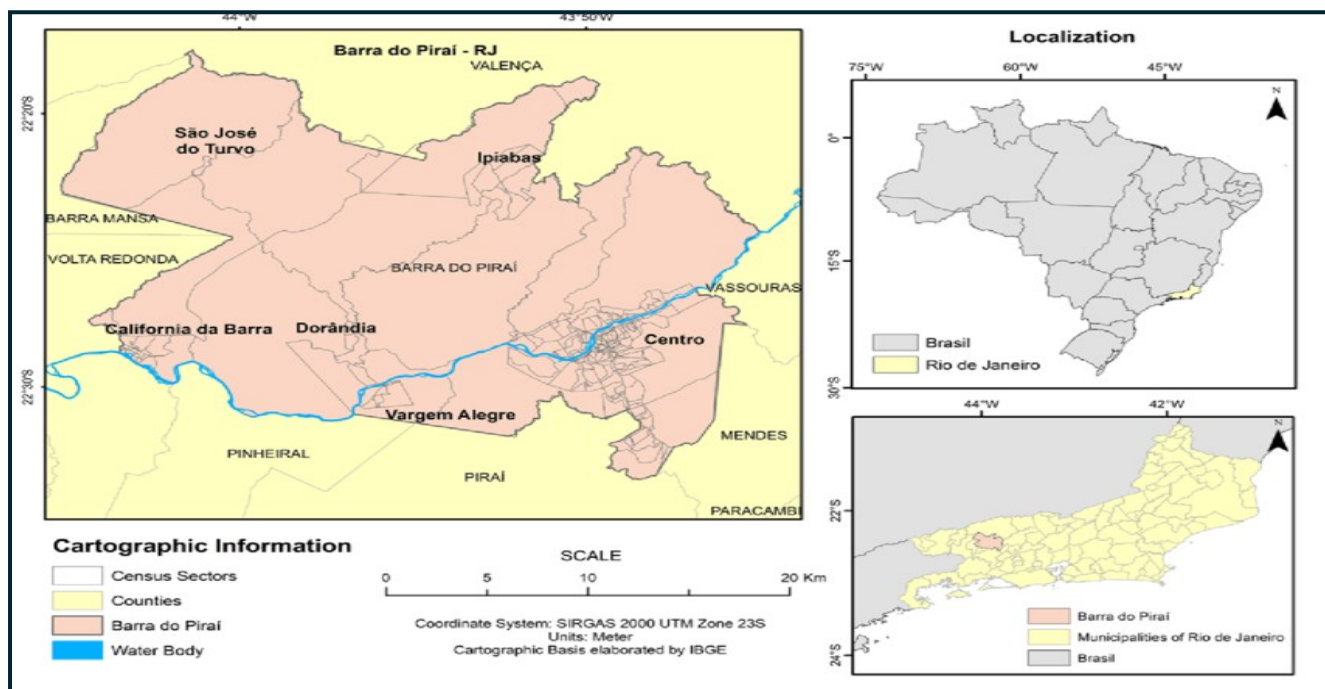 44°W
43°50'W
Barra do Piraí - RJ
VALENÇA
22°20'S
São José
do Turvo
Ipiabas
BARRA MANSA
VOLTA REDONDA
BARRA DO PIRAÍ
VASSOURAS
California da Barra
Dorândia
Centro
22°30'S
Vargem Alegre
MENDES
PINHEIRAL
PIRAÍ
PARACAMBI
Cartographic Information
Census Sectors
Counties
Barra do Piraí
Water Body
SCALE
0 5 10 20 Km
Coordinate System: SIRGAS 2000 UTM Zone 23S
Units: Meter
Cartographic Basis elaborated by IBGE
Localization
75°W 60°W 45°W
N
0°
15°S
30°S
Brasil
Rio de Janeiro
44°W 42°W
N
22°S
24°S
Barra do Piraí
Municipalities of Rio de Janeiro
Brasil